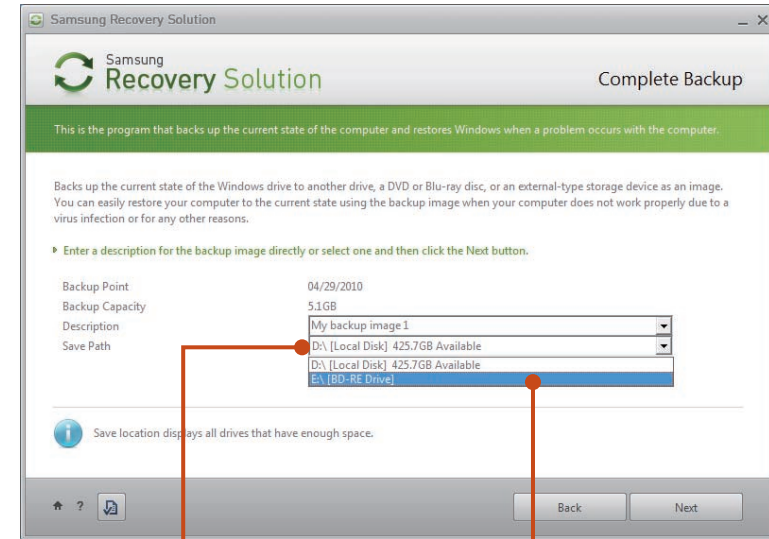 Samsung Recovery Solution
Samsung
Recovery Solution
Complete Backup
This is the program that backs up the current state of the computer and restores Windows when a problem occurs with the computer.
Backs up the current state of the Windows drive to another drive, a DVD or Blu-ray disc, or an external-type storage device as an image.
You can easily restore your computer to the current state using the backup image when your computer does not work properly due to a
virus infection or for any other reasons.
Enter a description for the backup image directly or select one and then click the Next button.
Backup Point 04/29/2010
Backup Capacity 5.1GB
Description My backup image 1
Save Path D:\ [Local Disk] 425.7GB Available
D:\ [Local Disk] 425.7GB Available
E:\ [BD-RE Drive]
Save location displays all drives that have enough space.
? Back Next